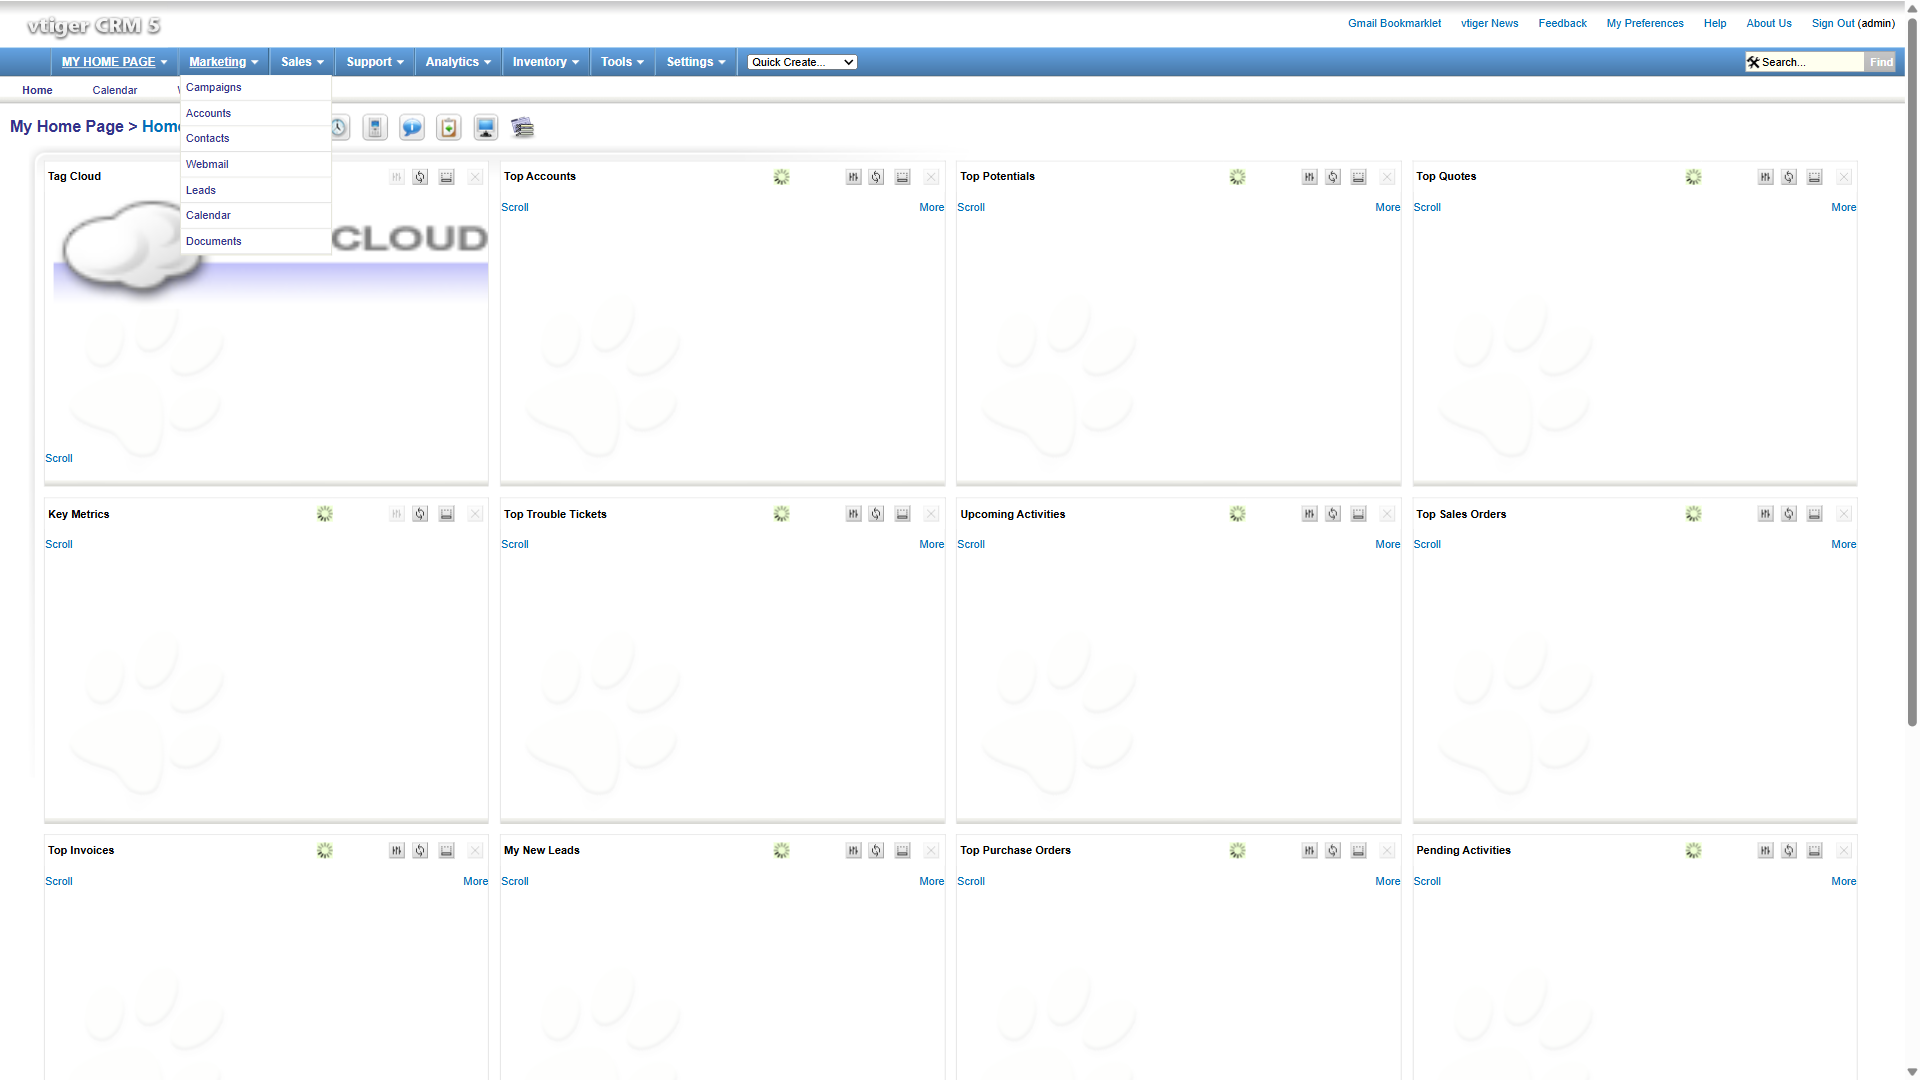 vtiger CRM 5
Gmail Bookmarklet vtiger News Feedback My Preferences Help About Us Sign Out (admin)
MY HOME PAGE Marketing Sales Support Analytics Inventory Tools Settings Quick Create... Search... Find
Home Calendar
Campaigns
Accounts
Contacts
Webmail
Leads
Calendar
Documents
My Home Page > Home
Tag Cloud Top Accounts Top Potentials Top Quotes
Scroll More Scroll More Scroll More
CLOUD
Scroll
Key Metrics Top Trouble Tickets Upcoming Activities Top Sales Orders
Scroll Scroll More Scroll More Scroll More
Top Invoices My New Leads Top Purchase Orders Pending Activities
Scroll More Scroll More Scroll More Scroll More